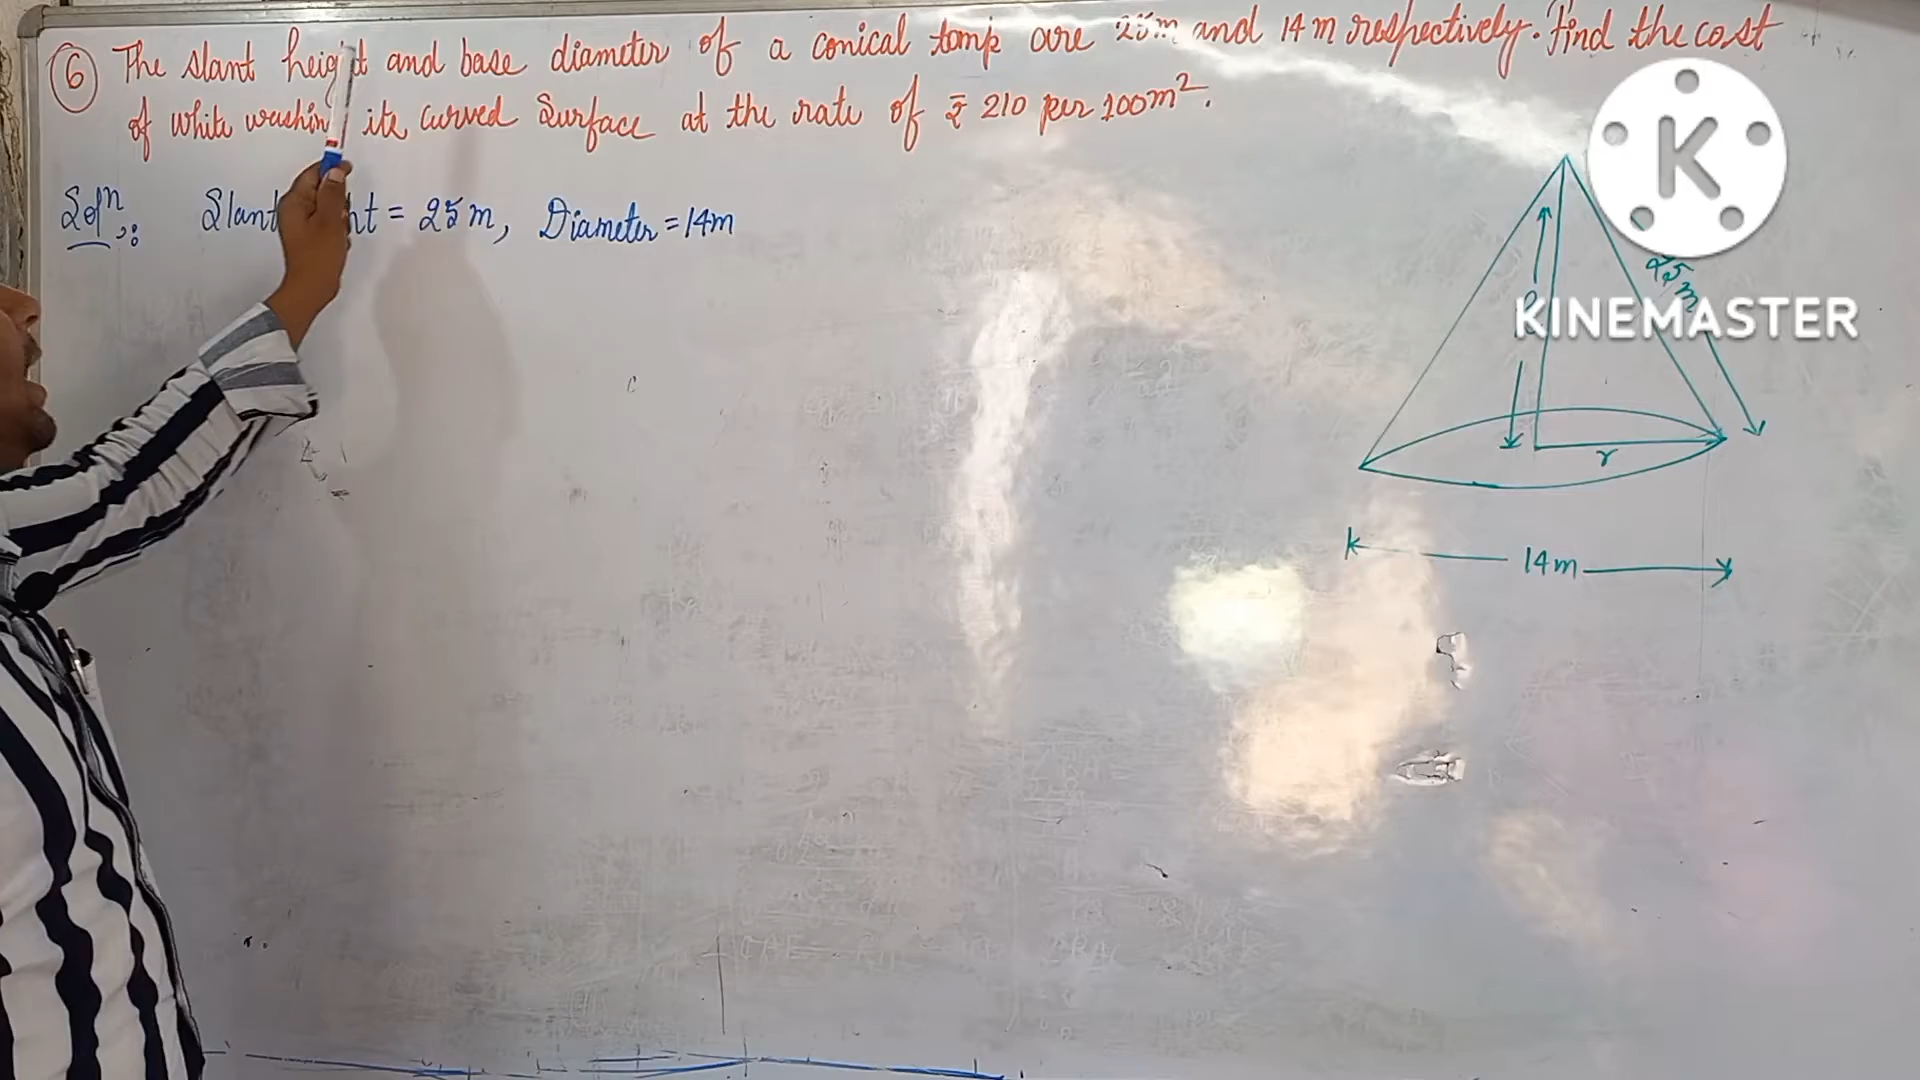 6 The slant height and base diameter of a conical tomb are 25m and 14m respectively. Find the cost
of white washing its curved Surface at the rate of ₹ 210 per 100m².
Solⁿ: Slant height = 25m, Diameter = 14m
K
25m
KINEMASTER
r
14m